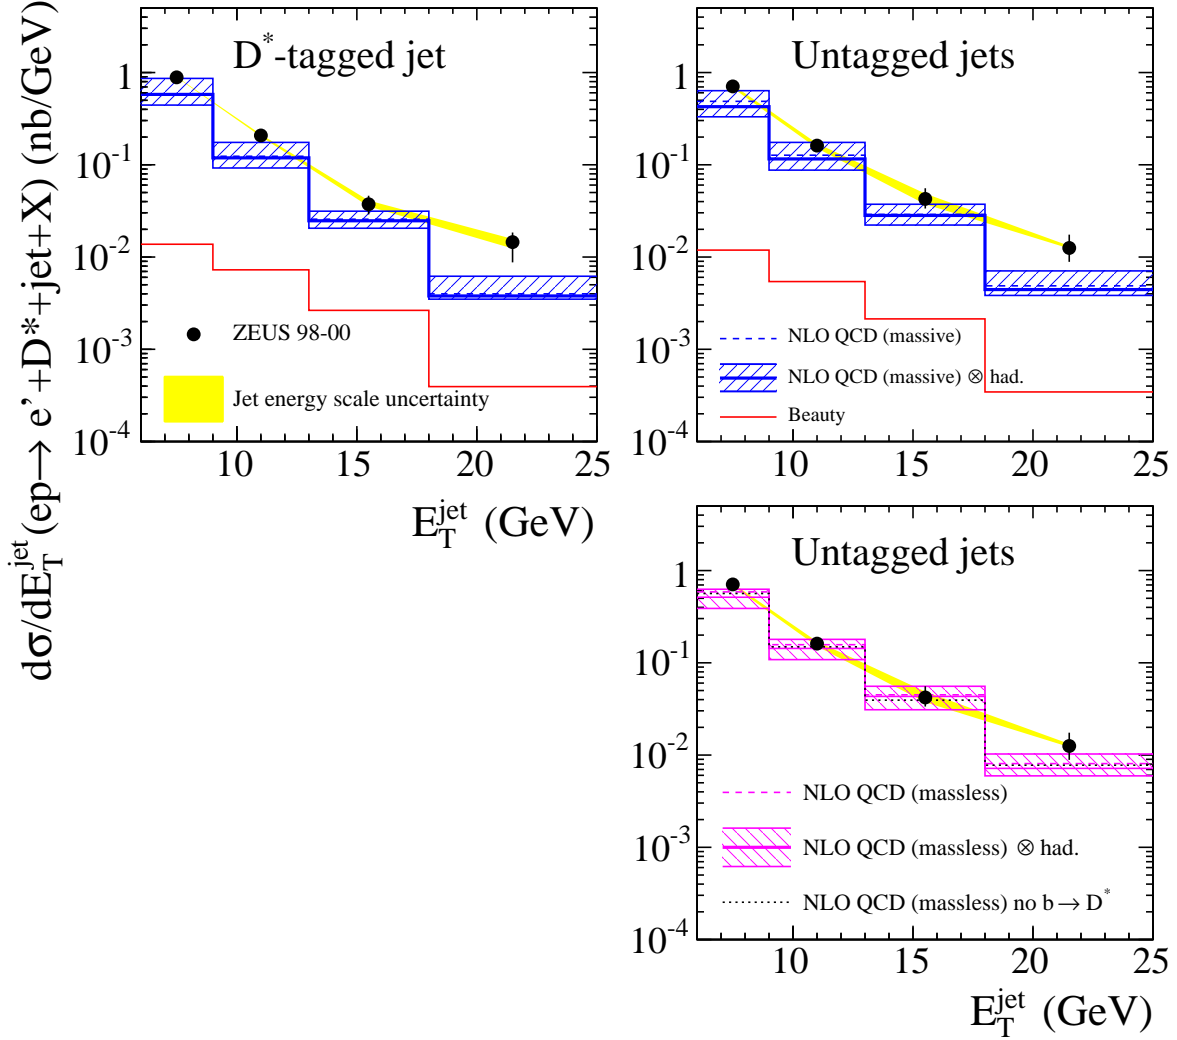 dσ/dE_T^jet (ep→ e'+D*+jet+X) (nb/GeV)
D*-tagged jet
1
10^-1
10^-2
10^-3
10^-4
ZEUS 98-00
Jet energy scale uncertainty
10 15 20 25
E_T^jet (GeV)
Untagged jets
1
10^-1
10^-2
10^-3
10^-4
NLO QCD (massive)
NLO QCD (massive) ⊗ had.
Beauty
10 15 20 25
Untagged jets
1
10^-1
10^-2
10^-3
10^-4
NLO QCD (massless)
NLO QCD (massless) ⊗ had.
NLO QCD (massless) no b → D*
10 15 20 25
E_T^jet (GeV)